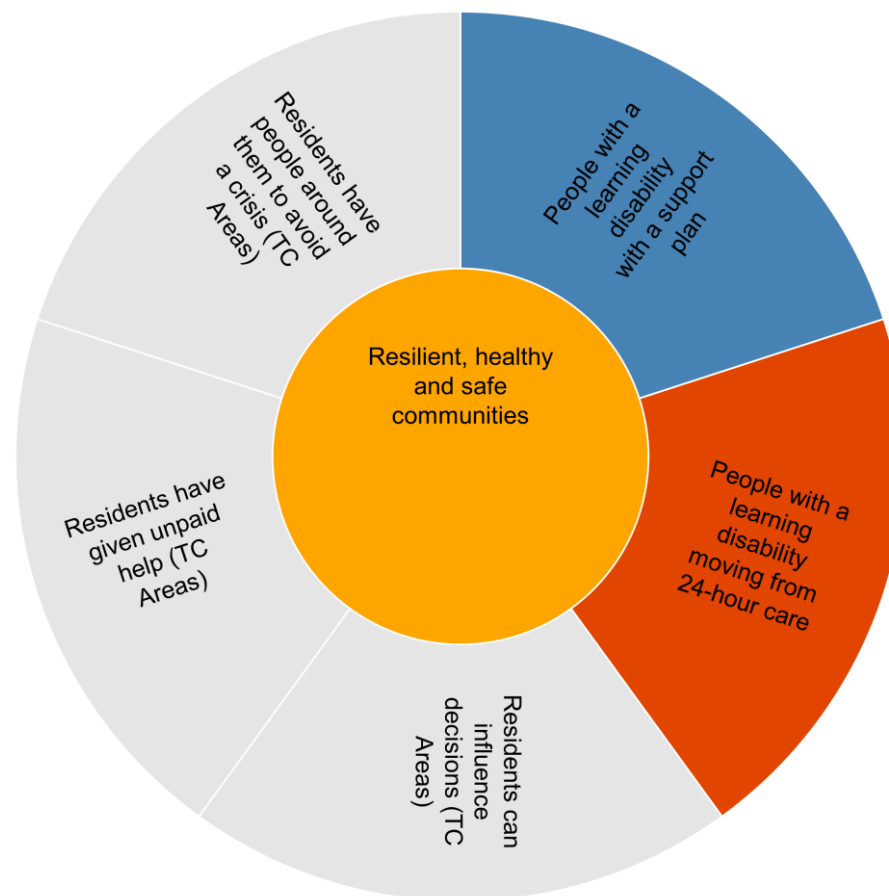 Residents have
people around
them to avoid
a crisis (TC
Areas)
People with a
learning
disability
with a support
plan
Resilient, healthy
and safe
communities
People with a
learning
disability
moving from
24-hour care
Residents have
given unpaid
help (TC
Areas)
Residents can
influence
decisions (TC
Areas)